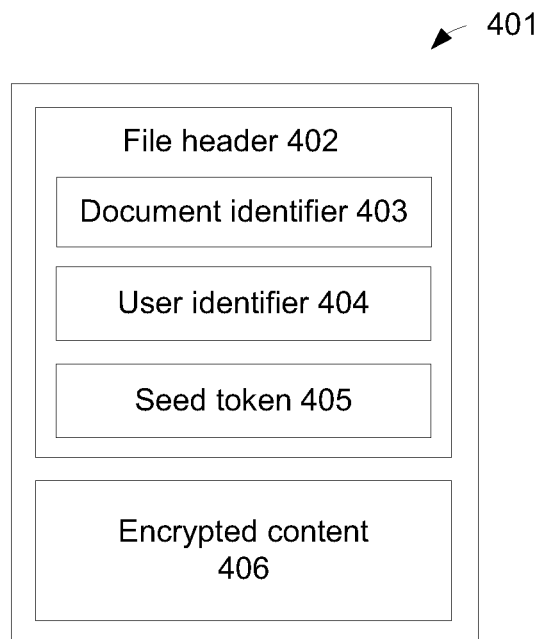 401
File header 402
Document identifier 403
User identifier 404
Seed token 405
Encrypted content
406